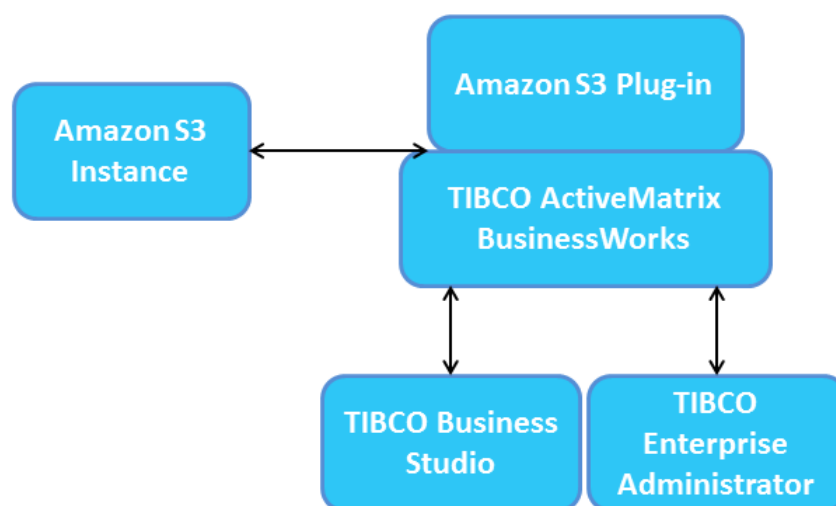 Amazon S3 Plug-in
Amazon S3
Instance
TIBCO ActiveMatrix
BusinessWorks
TIBCO Business
Studio
TIBCO
Enterprise
Administrator